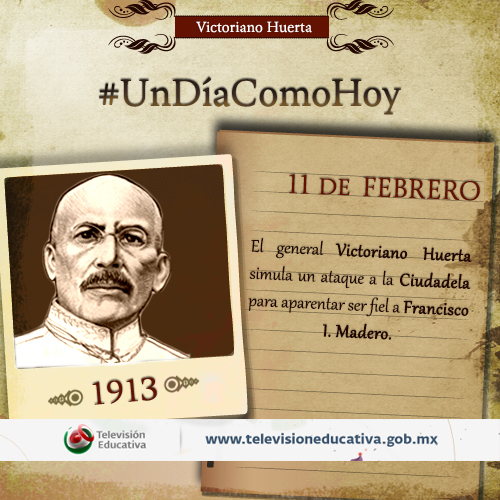 Victoriano Huerta
#UnDíaComoHoy
11 DE FEBRERO
El general Victoriano Huerta
simula un ataque a la Ciudadela
para aparentar ser fiel a Francisco
I. Madero.
1913
Televisión
Educativa
www.televisioneducativa.gob.mx